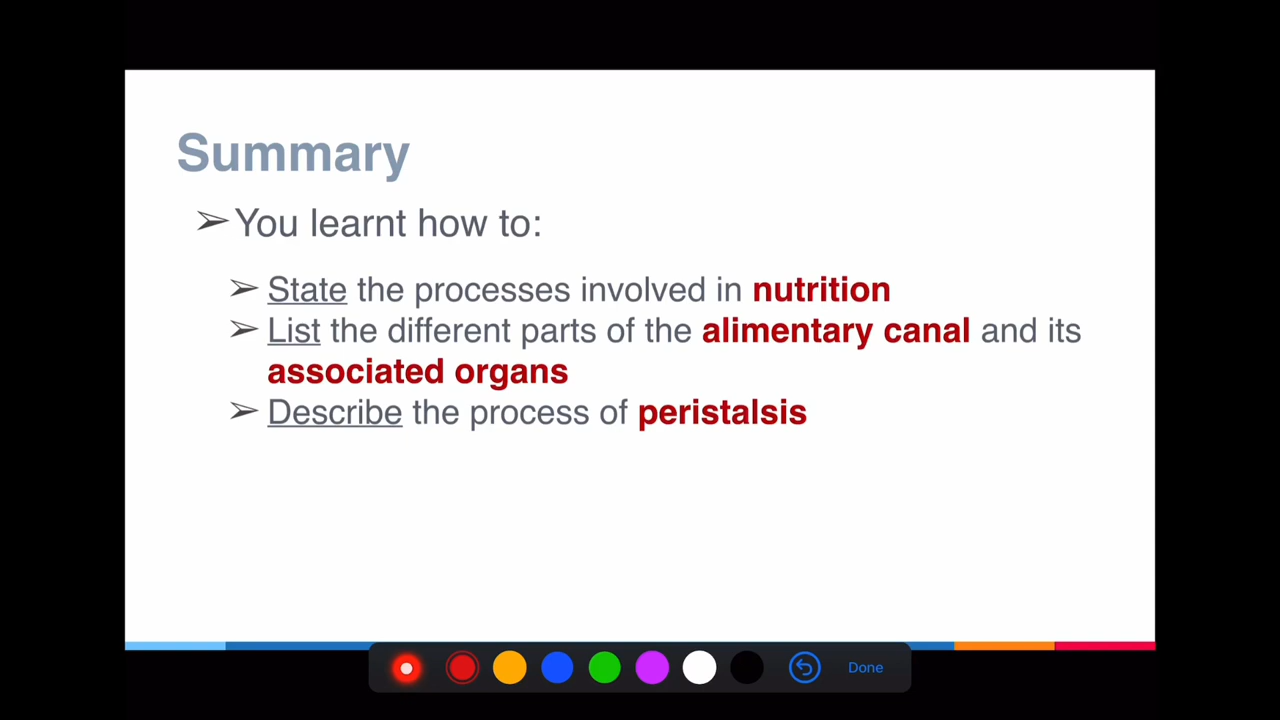 Summary
➢ You learnt how to:
➢ State the processes involved in nutrition
➢ List the different parts of the alimentary canal and its
associated organs
➢ Describe the process of peristalsis
Done